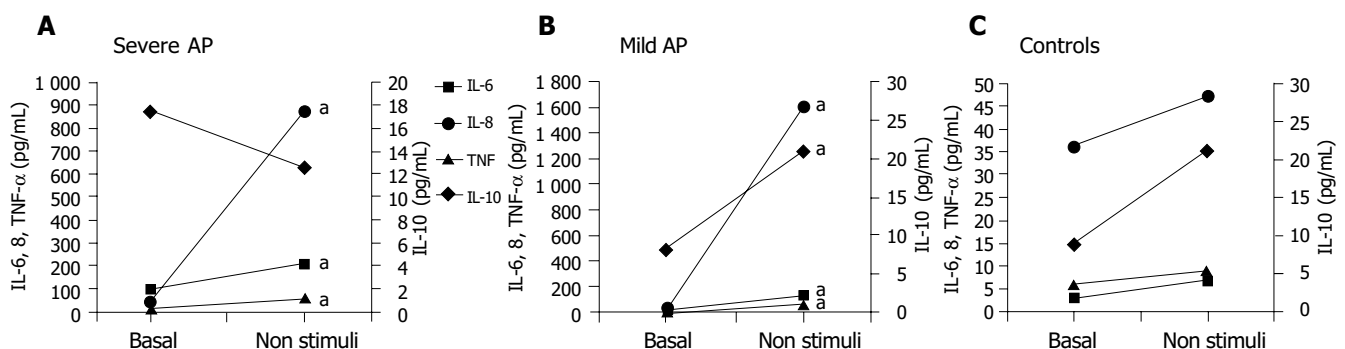 A
Severe AP
1 000
900
800
700
600
500
400
300
200
100
0
IL-6, 8, TNF-α (pg/mL)
20
18
16
14
12
10
8
6
4
2
0
IL-10 (pg/mL)
a
a
a
Basal Non stimuli
IL-6
IL-8
TNF
IL-10
B
Mild AP
1 800
1 600
1 400
1 200
1 000
800
600
400
200
0
IL-6, 8, TNF-α (pg/mL)
30
25
20
15
10
5
0
IL-10 (pg/mL)
a
a
a
a
Basal Non stimuli
C
Controls
50
45
40
35
30
25
20
15
10
5
0
IL-6, 8, TNF-α (pg/mL)
30
25
20
15
10
5
0
IL-10 (pg/mL)
Basal Non stimuli